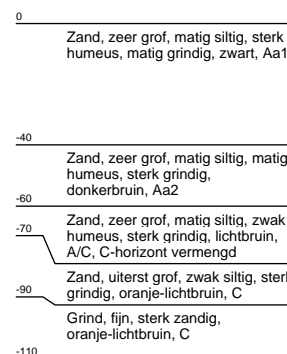 0
Zand, zeer grof, matig siltig, sterk
humeus, matig grindig, zwart, Aa1
-40
Zand, zeer grof, matig siltig, matig
humeus, sterk grindig,
donkerbruin, Aa2
-60
Zand, zeer grof, matig siltig, zwak
humeus, sterk grindig, lichtbruin,
A/C, C-horizont vermengd
-70
Zand, uiterst grof, zwak siltig, sterk
grindig, oranje-lichtbruin, C
-90
Grind, fijn, sterk zandig,
oranje-lichtbruin, C
-110